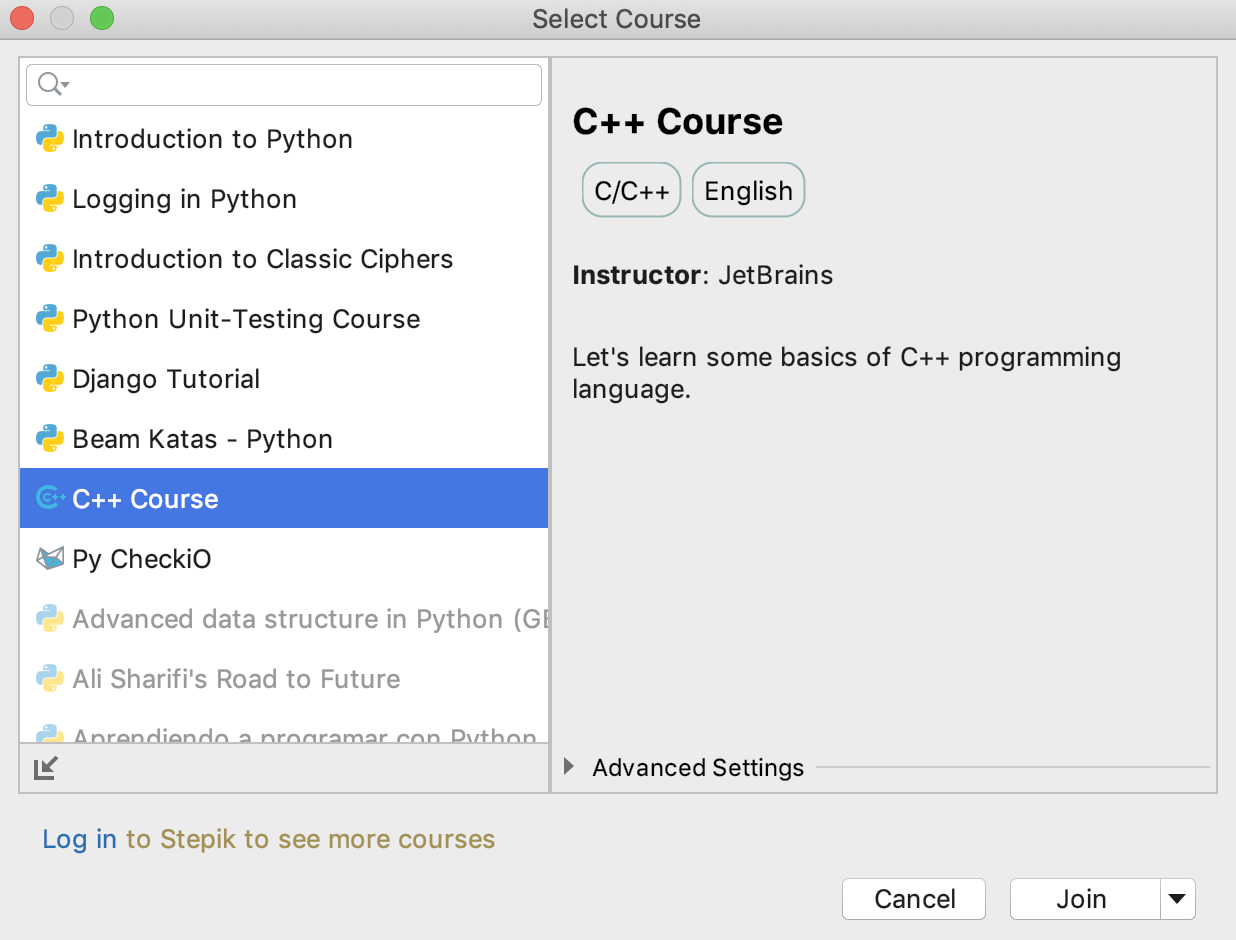 Select Course
Introduction to Python
Logging in Python
Introduction to Classic Ciphers
Python Unit-Testing Course
Django Tutorial
Beam Katas - Python
C++ Course
Py CheckiO
Advanced data structure in Python (GE
Ali Sharifi's Road to Future
Aprendiendo a programar con Python
C++ Course
C/C++ English
Instructor: JetBrains
Let's learn some basics of C++ programming
language.
Advanced Settings
Log in to Stepik to see more courses
Cancel Join